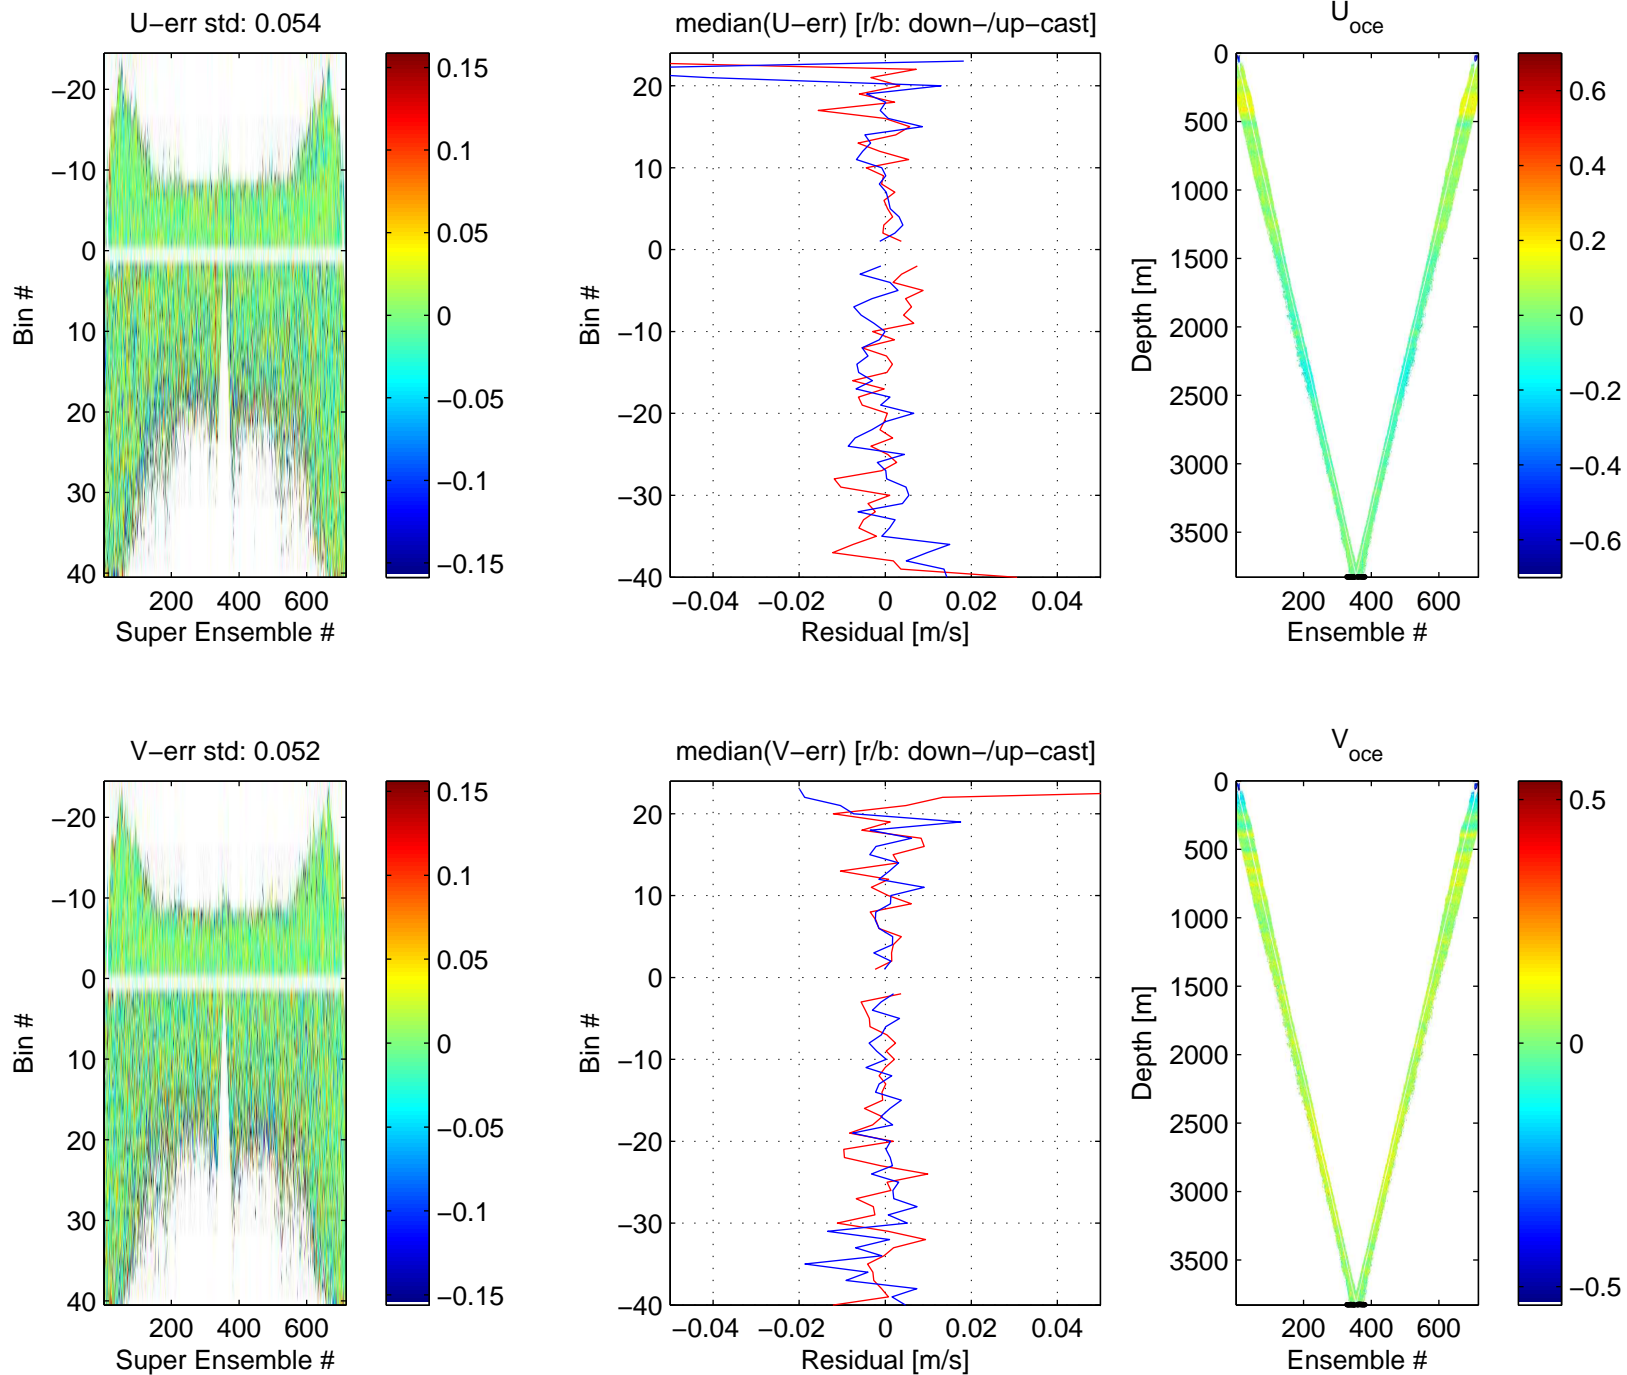 U−err std: 0.054
−20
−10
0
10
20
30
40
Bin #
200 400 600
Super Ensemble #
0.15
0.1
0.05
0
−0.05
−0.1
−0.15
median(U−err) [r/b: down−/up−cast]
20
10
0
−10
−20
−30
−40
Bin #
−0.04 −0.02 0 0.02 0.04
Residual [m/s]
U oce
0
500
1000
1500
2000
2500
3000
3500
Depth [m]
200 400 600
Ensemble #
0.6
0.4
0.2
0
−0.2
−0.4
−0.6
V−err std: 0.052
−20
−10
0
10
20
30
40
Bin #
200 400 600
Super Ensemble #
0.15
0.1
0.05
0
−0.05
−0.1
−0.15
median(V−err) [r/b: down−/up−cast]
20
10
0
−10
−20
−30
−40
Bin #
−0.04 −0.02 0 0.02 0.04
Residual [m/s]
V oce
0
500
1000
1500
2000
2500
3000
3500
Depth [m]
200 400 600
Ensemble #
0.5
0
−0.5